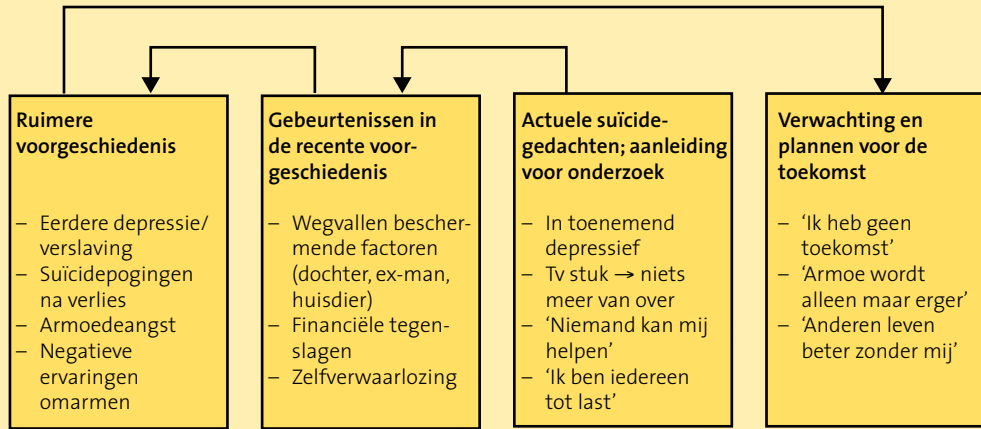 Ruimere
voorgeschiedenis
– Eerdere depressie/
verslaving
– Suïcidepogingen
na verlies
– Armoedeangst
– Negatieve
ervaringen
omarmen
Gebeurtenissen in
de recente voor-
geschiedenis
– Wegvallen bescher-
mende factoren
(dochter, ex-man,
huisdier)
– Financiële tegen-
slagen
– Zelfverwaarlozing
Actuele suïcide-
gedachten; aanleiding
voor onderzoek
– In toenemend
depressief
– Tv stuk → niets
meer van over
– ‘Niemand kan mij
helpen’
– ‘Ik ben iedereen
tot last’
Verwachting en
plannen voor de
toekomst
– ‘Ik heb geen
toekomst’
– ‘Armoe wordt
alleen maar erger’
– ‘Anderen leven
beter zonder mij’